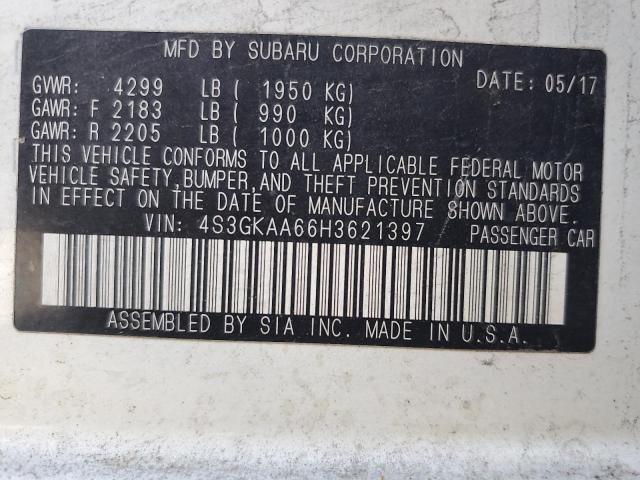 MFD BY SUBARU CORPORATION
GVWR: 4299 LB ( 1950 KG) DATE: 05/17
GAWR: F 2183 LB ( 990 KG)
GAWR: R 2205 LB ( 1000 KG)
THIS VEHICLE CONFORMS TO ALL APPLICABLE FEDERAL MOTOR
VEHICLE SAFETY, BUMPER, AND THEFT PREVENTION STANDARDS
IN EFFECT ON THE DATE OF MANUFACTURE SHOWN ABOVE.
VIN: 4S3GKAA66H3621397 PASSENGER CAR
ASSEMBLED BY SIA INC. MADE IN U.S.A.